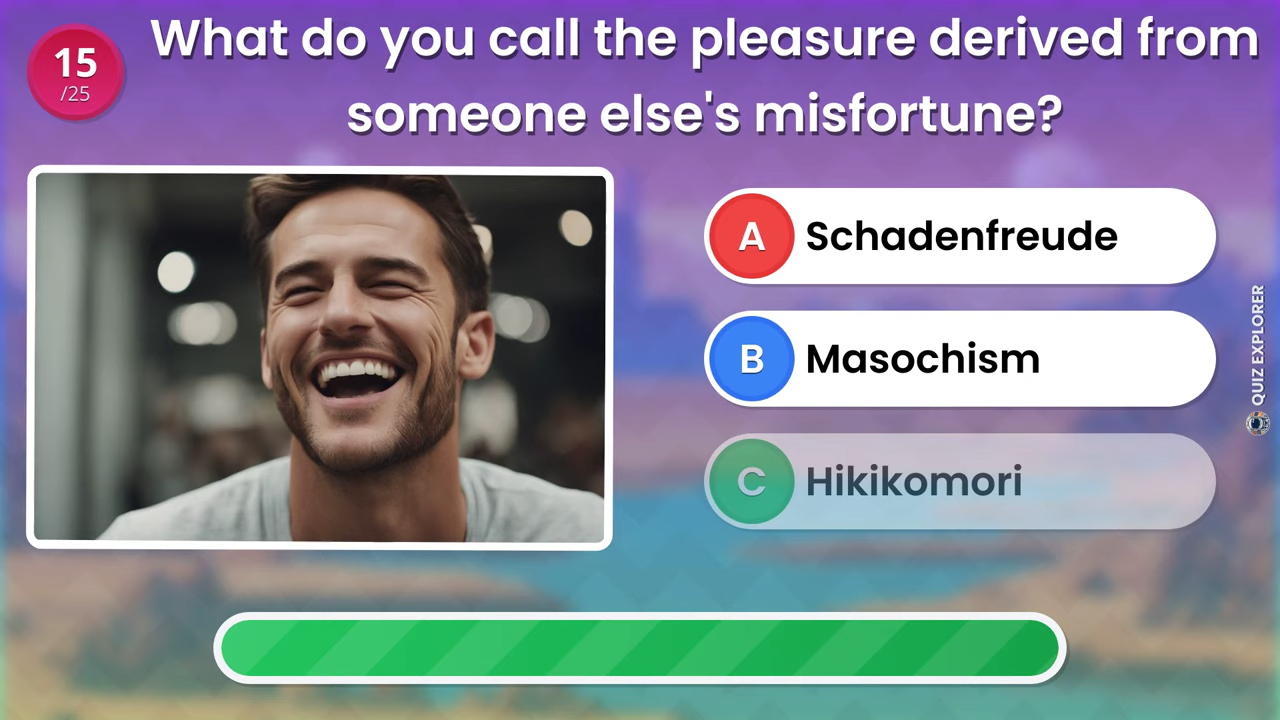 15
/25
What do you call the pleasure derived from
someone else's misfortune?
A Schadenfreude
B Masochism
C Hikikomori
QUIZ EXPLORER